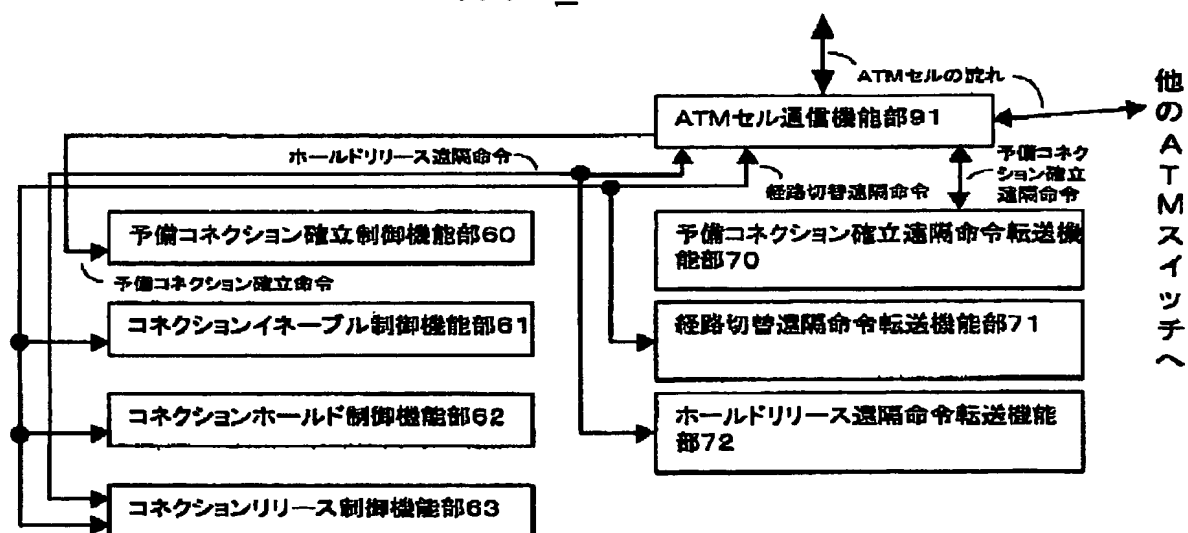 ATMセルの流れ
他のATMスイッチへ
ATMセル通信機能部91
ホールドリリース遠隔命令
経路切替遠隔命令
予備コネク
ション確立
遠隔命令
予備コネクション確立制御機能部60
予備コネクション確立遠隔命令転送機
能部70
予備コネクション確立命令
コネクションイネーブル制御機能部61
経路切替遠隔命令転送機能部71
コネクションホールド制御機能部62
ホールドリリース遠隔命令転送機能
部72
コネクションリリース制御機能部63